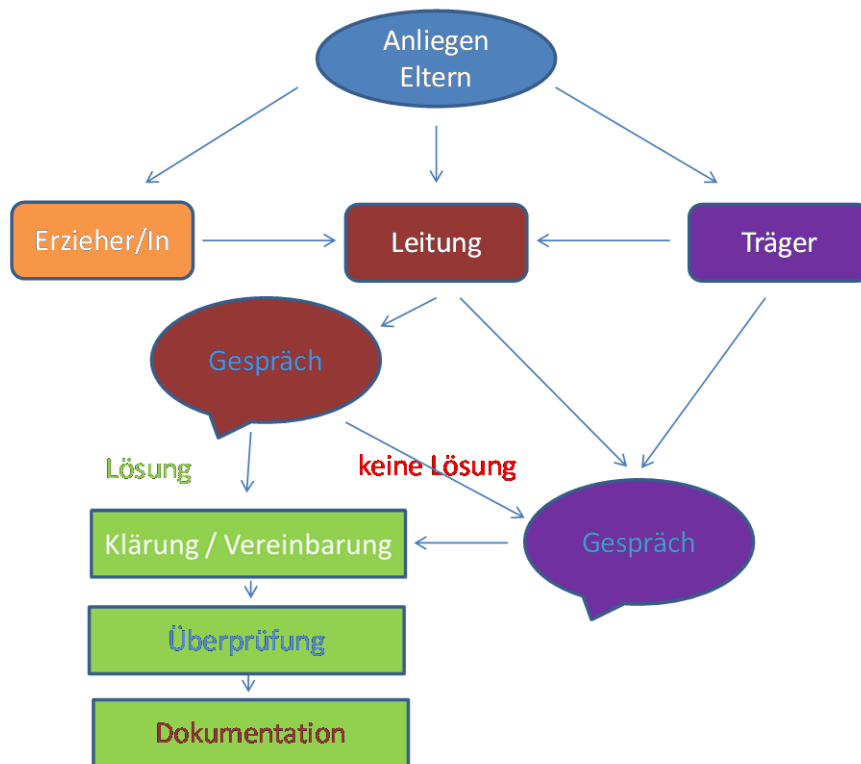 Anliegen
Eltern
Erzieher/In
Leitung
Träger
Gespräch
Lösung
keine Lösung
Klärung / Vereinbarung
Gespräch
Überprüfung
Dokumentation